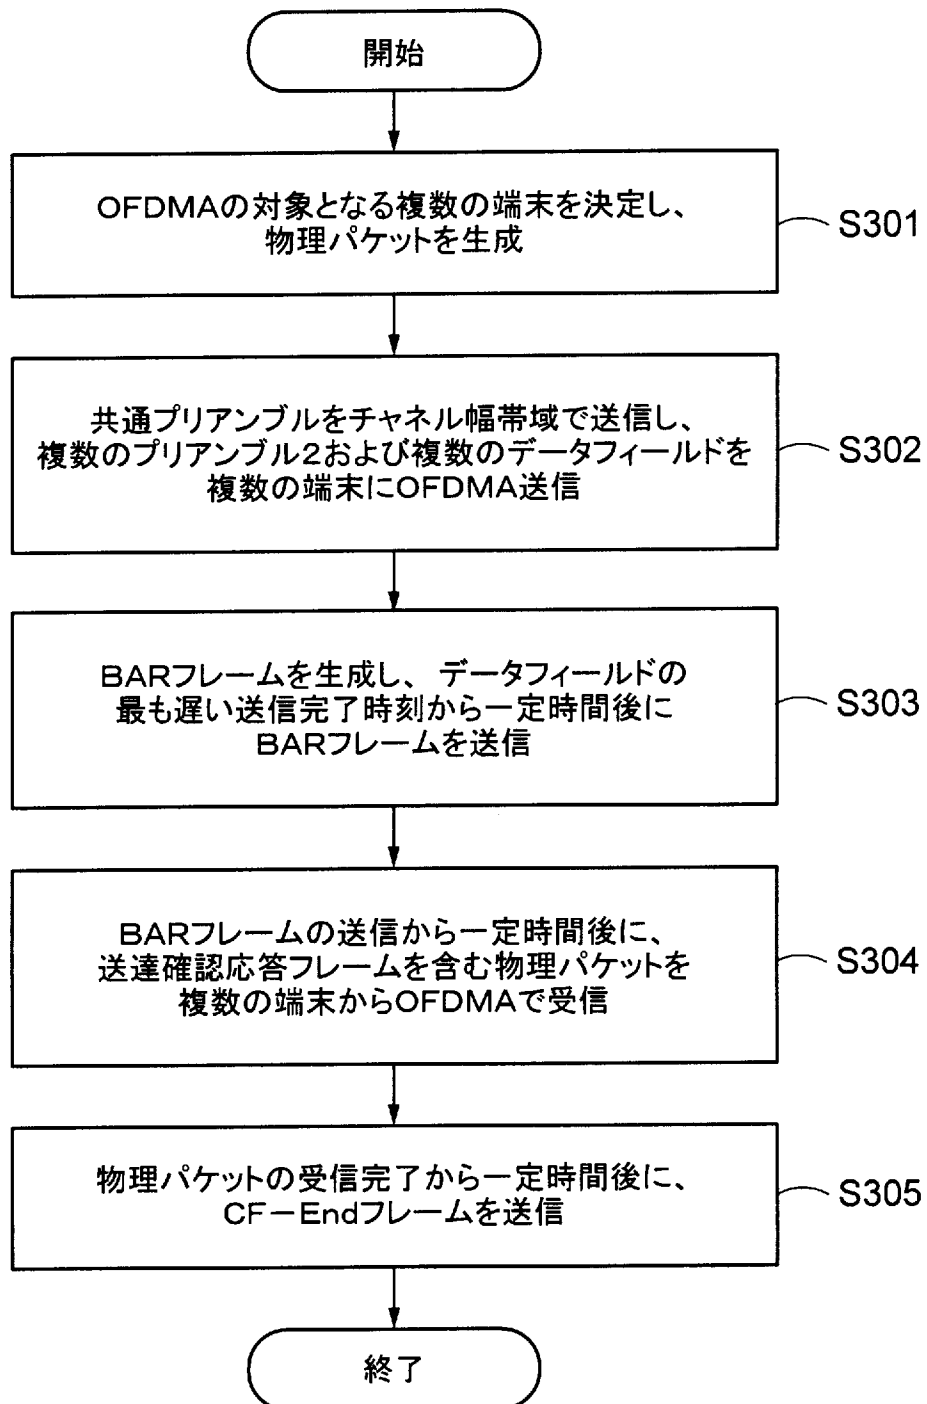 開始
OFDMAの対象となる複数の端末を決定し、
物理パケットを生成
S301
共通プリアンブルをチャネル幅帯域で送信し、
複数のプリアンブル2および複数のデータフィールドを
複数の端末にOFDMA送信
S302
BARフレームを生成し、データフィールドの
最も遅い送信完了時刻から一定時間後に
BARフレームを送信
S303
BARフレームの送信から一定時間後に、
送達確認応答フレームを含む物理パケットを
複数の端末からOFDMAで受信
S304
物理パケットの受信完了から一定時間後に、
CF－Endフレームを送信
S305
終了